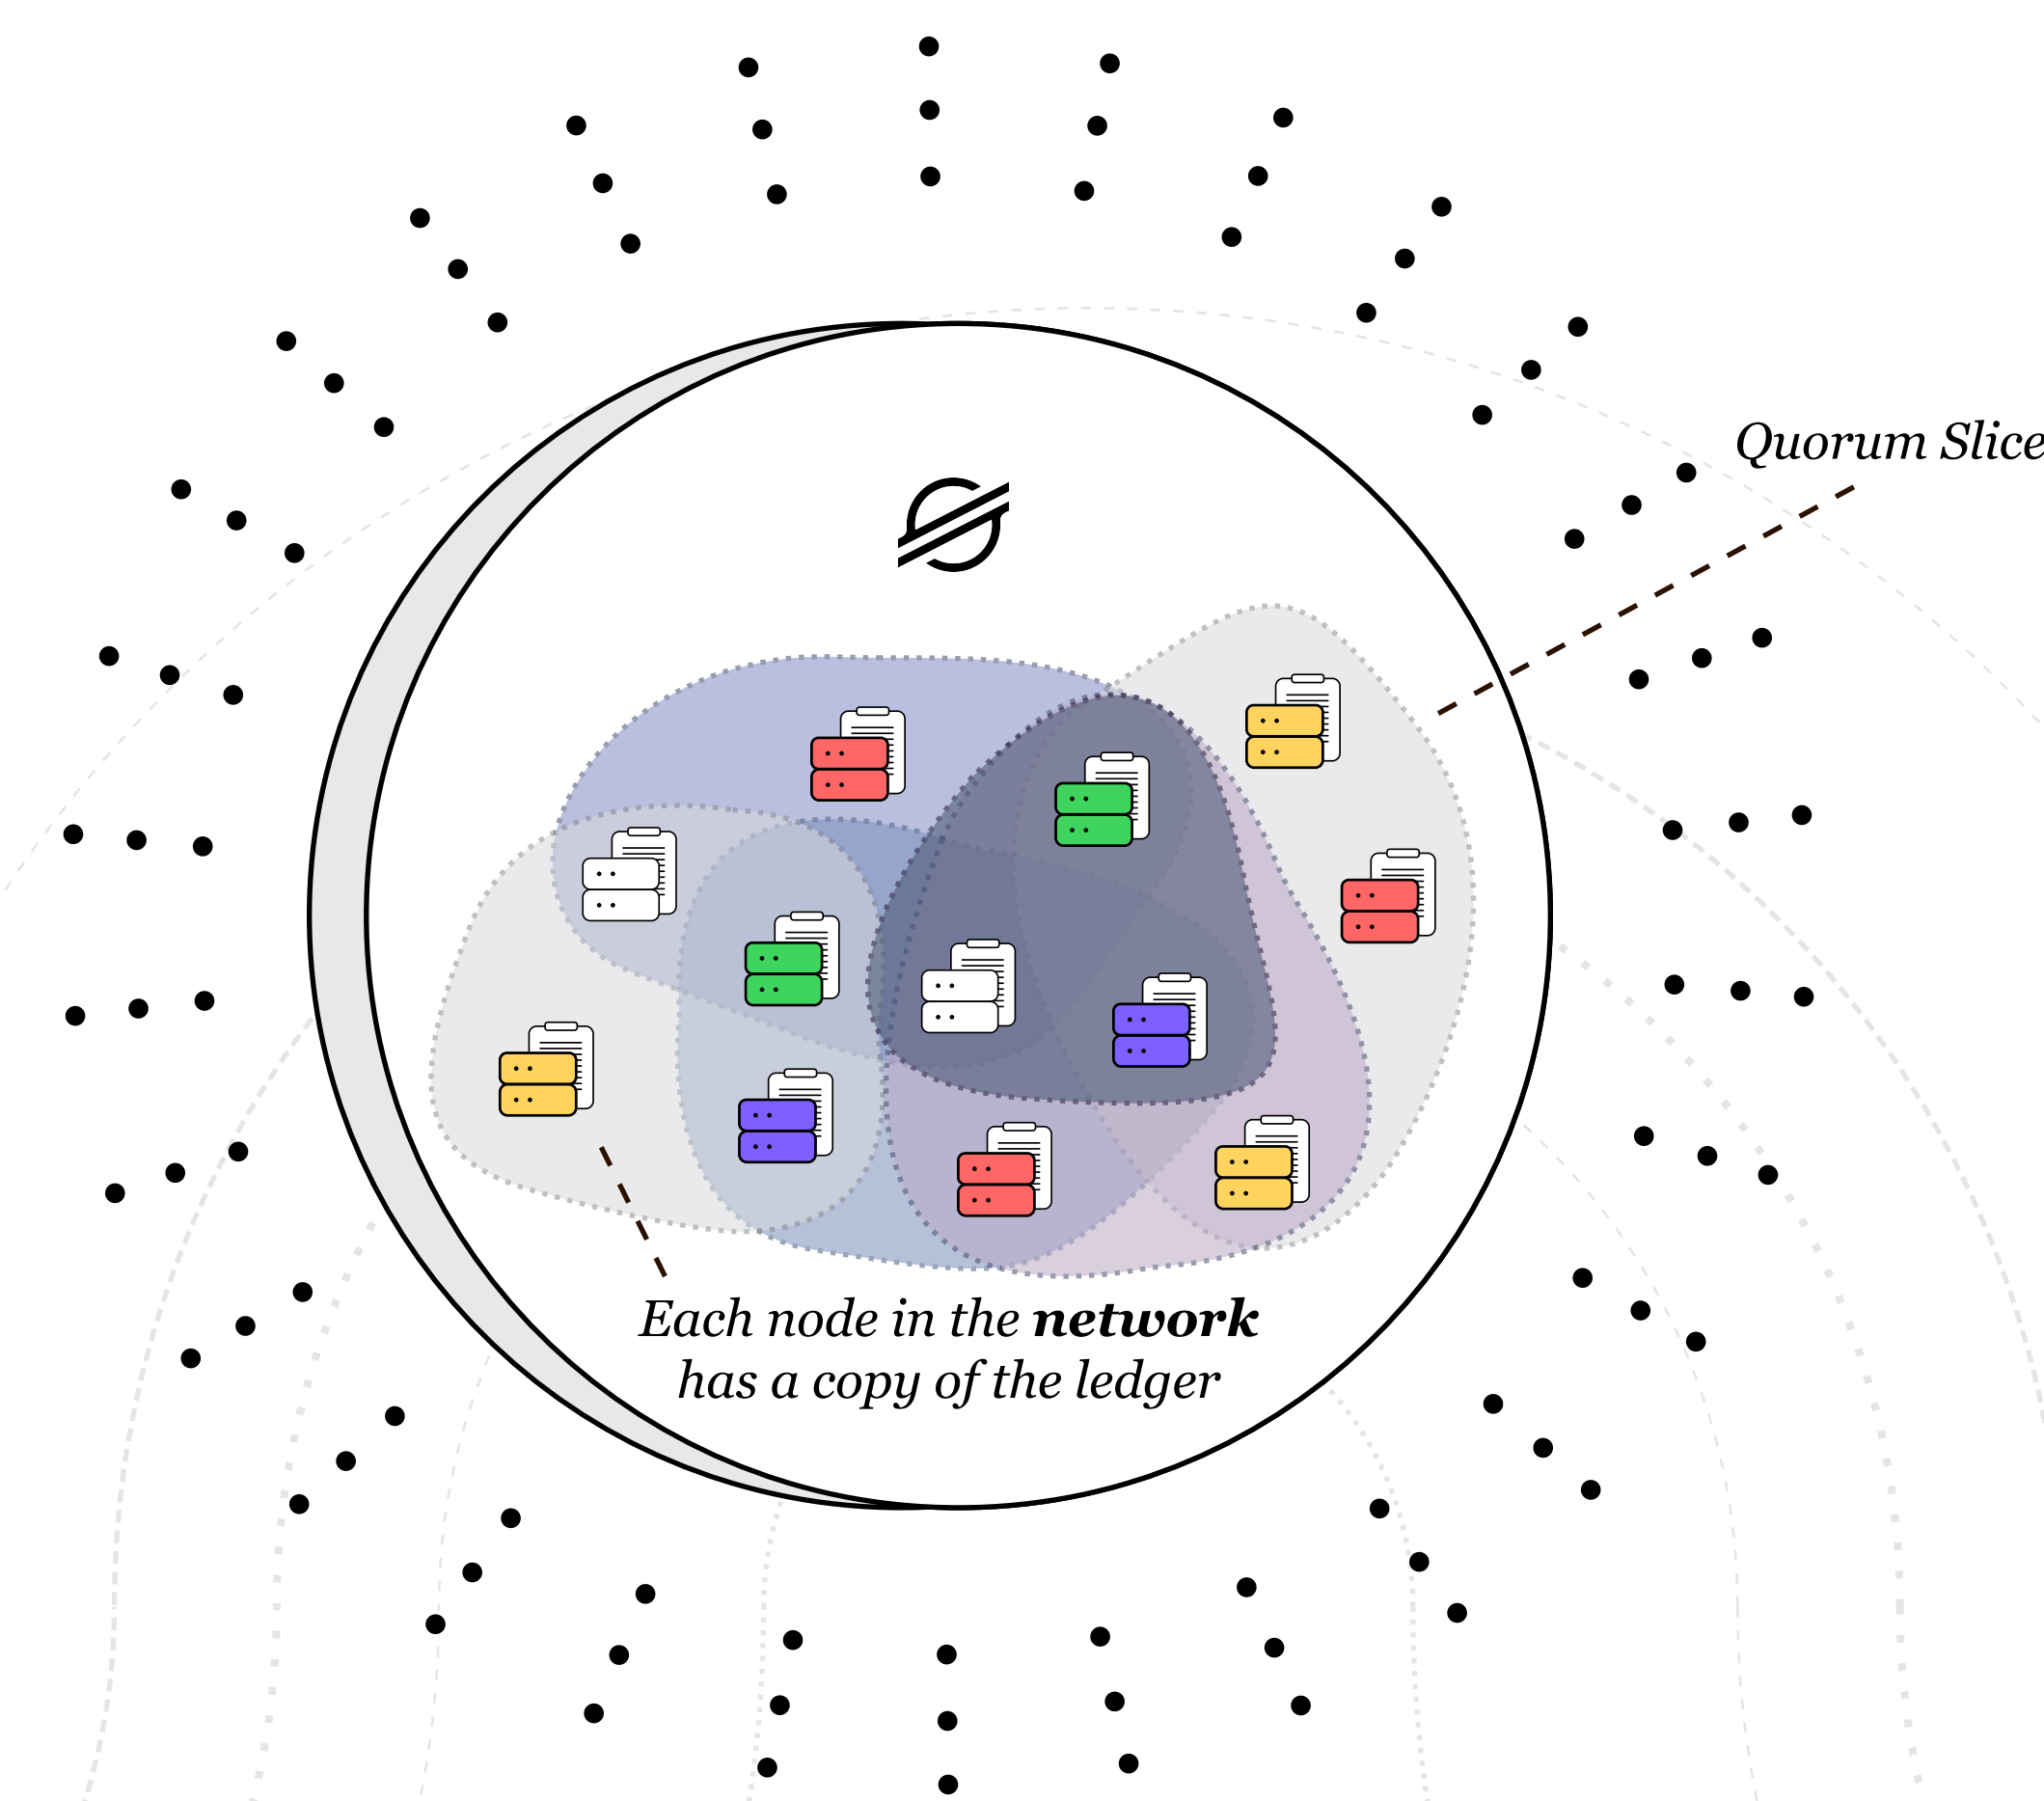 Quorum Slice
Each node in the network
has a copy of the ledger